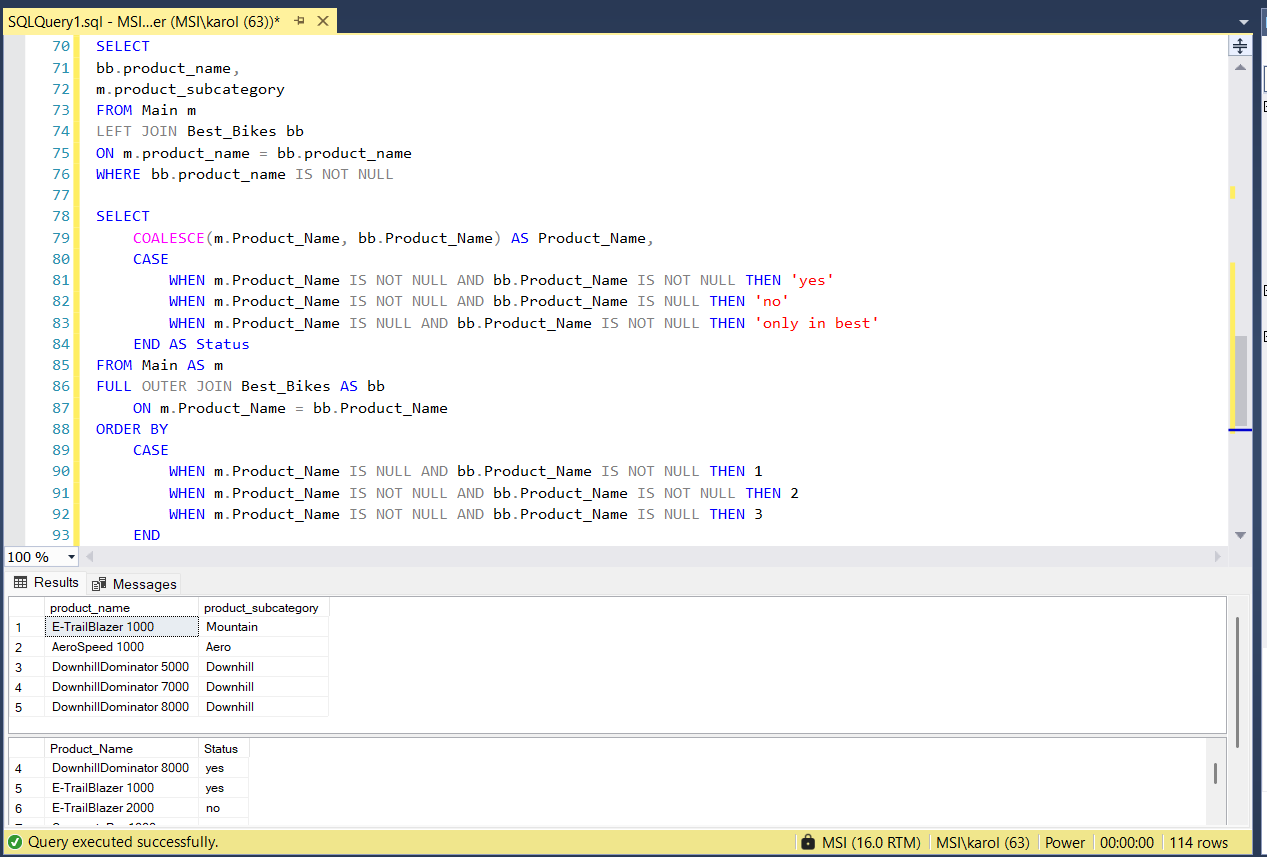 SQLQuery1.sql - MSI...er (MSI\karol (63))*
70 SELECT
71 bb.product_name,
72 m.product_subcategory
73 FROM Main m
74 LEFT JOIN Best_Bikes bb
75 ON m.product_name = bb.product_name
76 WHERE bb.product_name IS NOT NULL
77
78 SELECT
79 COALESCE(m.Product_Name, bb.Product_Name) AS Product_Name,
80 CASE
81 WHEN m.Product_Name IS NOT NULL AND bb.Product_Name IS NOT NULL THEN 'yes'
82 WHEN m.Product_Name IS NOT NULL AND bb.Product_Name IS NULL THEN 'no'
83 WHEN m.Product_Name IS NULL AND bb.Product_Name IS NOT NULL THEN 'only in best'
84 END AS Status
85 FROM Main AS m
86 FULL OUTER JOIN Best_Bikes AS bb
87 ON m.Product_Name = bb.Product_Name
88 ORDER BY
89 CASE
90 WHEN m.Product_Name IS NULL AND bb.Product_Name IS NOT NULL THEN 1
91 WHEN m.Product_Name IS NOT NULL AND bb.Product_Name IS NOT NULL THEN 2
92 WHEN m.Product_Name IS NOT NULL AND bb.Product_Name IS NULL THEN 3
93 END
100 %
Results Messages
product_name product_subcategory
1 E-TrailBlazer 1000 Mountain
2 AeroSpeed 1000 Aero
3 DownhillDominator 5000 Downhill
4 DownhillDominator 7000 Downhill
5 DownhillDominator 8000 Downhill
Product_Name Status
4 DownhillDominator 8000 yes
5 E-TrailBlazer 1000 yes
6 E-TrailBlazer 2000 no
Query executed successfully. MSI (16.0 RTM) MSI\karol (63) Power 00:00:00 114 rows